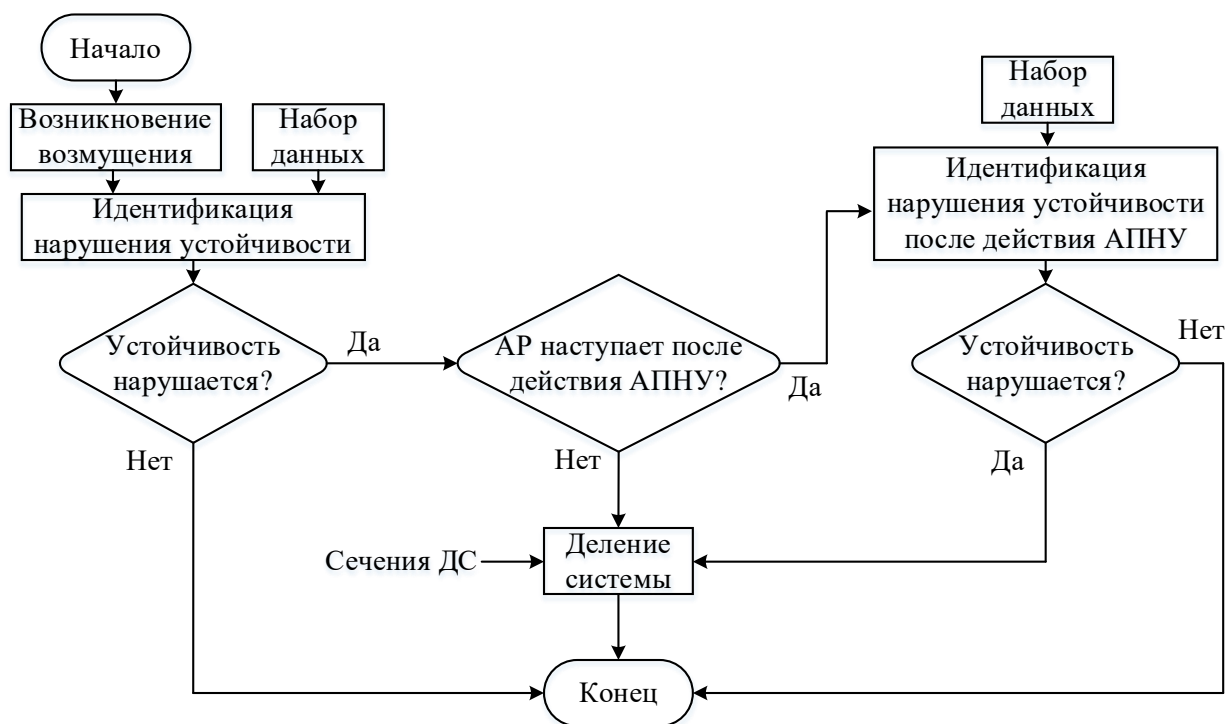 Начало
Возникновение
возмущения
Набор
данных
Идентификация
нарушения устойчивости
Устойчивость
нарушается?
Да
Нет
АР наступает после
действия АПНУ?
Да
Нет
Набор
данных
Идентификация
нарушения устойчивости
после действия АПНУ
Устойчивость
нарушается?
Нет
Да
Сечения ДС
Деление
системы
Конец